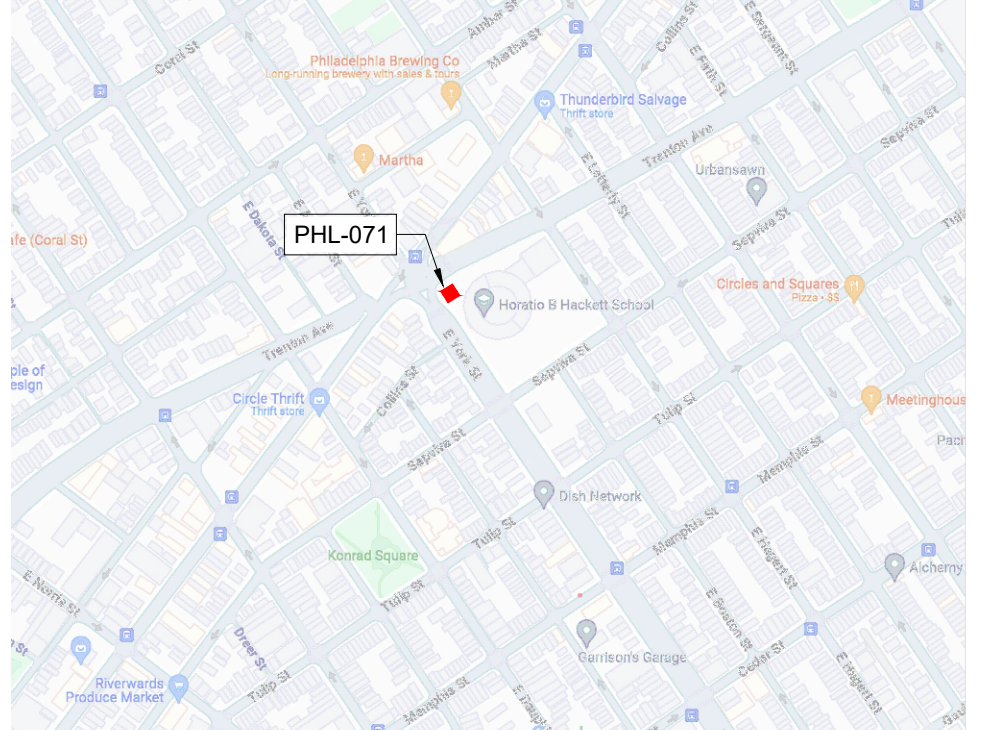 Amber St
Collins St
E Sergeant St
Coral St
Martha St
E Firth St
Philadelphia Brewing Co
Long-running brewery with sales & tours
Thunderbird Salvage
Thrift store
Trenton Ave
Sepviva St
Martha
Urbansawn
E Letterly St
E Dakota St
Sepviva St
afe (Coral St)
PHL-071
Circles and Squares
Pizza • $$
Horatio B Hackett School
Trenton Ave
E York St
ple of
esign
Sepviva St
Circle Thrift
Thrift store
Collins St
Tulip St
Meetinghous
Sepviva St
Memphis St
Paci
Dish Network
Tulip St
Memphis St
Konrad Square
E Hagert St
Alchemy
E Norris St
Tulip St
E Boston St
Dreer St
Garrison's Garage
Cedar St
E Hagert St
Riverwards
Produce Market
Tulip St
Memphis St